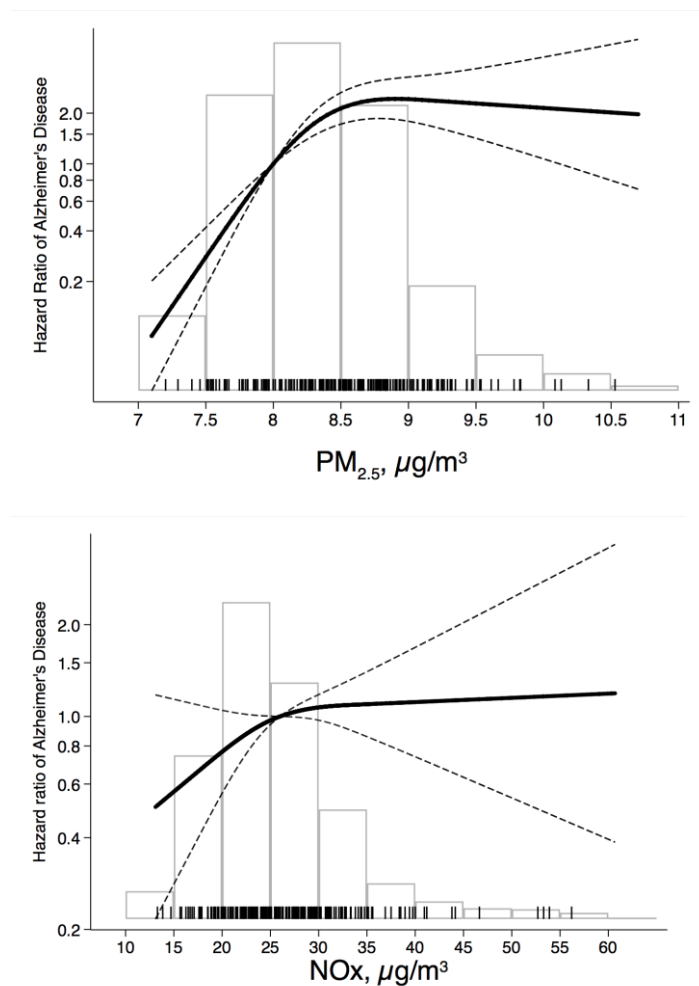 Hazard Ratio of Alzheimer's Disease
2.0
1.5
1.0
0.8
0.6
0.4
0.2
7 7.5 8 8.5 9 9.5 10 10.5 11
PM2.5, µg/m³
Hazard ratio of Alzheimer's Disease
2.0
1.5
1.0
0.8
0.6
0.4
0.2
10 15 20 25 30 35 40 45 50 55 60
NOx, µg/m³